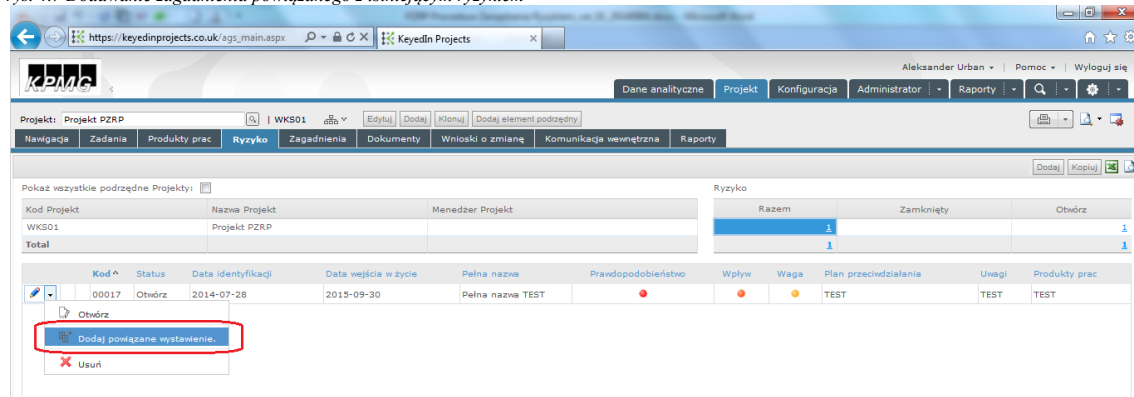 https://keyedinprojects.co.uk/ags_main.aspx KeyedIn Projects
Aleksander Urban Pomoc Wyloguj się
KPMG
Dane analityczne Projekt Konfiguracja Administrator Raporty
Projekt: Projekt PZRP | WKS01 Edytuj Dodaj Klonuj Dodaj element podrzędny
Nawigacja Zadania Produkty prac Ryzyko Zagadnienia Dokumenty Wnioski o zmianę Komunikacja wewnętrzna Raporty
Dodaj Kopiuj
Pokaż wszystkie podrzędne Projekty: Ryzyko
Kod Projekt Nazwa Projekt Menedżer Projekt Razem Zamknięty Otwórz
WKS01 Projekt PZRP 1 1
Total 1 1
Kod Status Data identyfikacji Data wejścia w życie Pełna nazwa Prawdopodobieństwo Wpływ Waga Plan przeciwdziałania Uwagi Produkty prac
00017 Otwórz 2014-07-28 2015-09-30 Pełna nazwa TEST TEST TEST TEST
Otwórz
Dodaj powiązane wystawienie.
Usuń